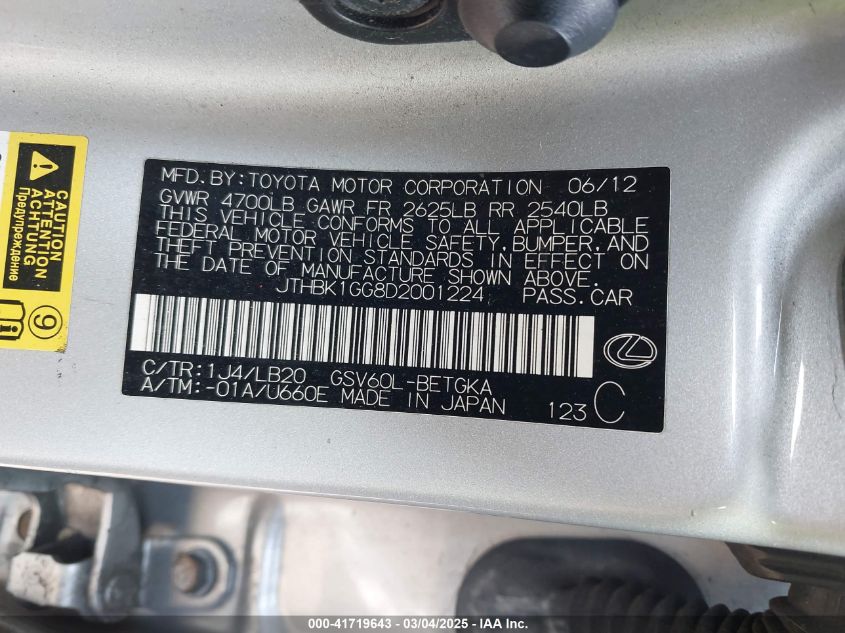 MFD. BY: TOYOTA MOTOR CORPORATION 06/12
GVWR 4700LB GAWR FR 2625LB RR 2540LB
THIS VEHICLE CONFORMS TO ALL APPLICABLE
FEDERAL MOTOR VEHICLE SAFETY, BUMPER, AND
THEFT PREVENTION STANDARDS IN EFFECT ON
THE DATE OF MANUFACTURE SHOWN ABOVE.
JTHBK1GG8D2001224 PASS. CAR
C/TR: 1J4/LB20 GSV60L-BETGKA
A/TM: -01A/U660E MADE IN JAPAN 123 C
CAUTION
ATTENTION
ACHTUNG
Предупреждение
9
000-41719643 - 03/04/2025 - IAA Inc.